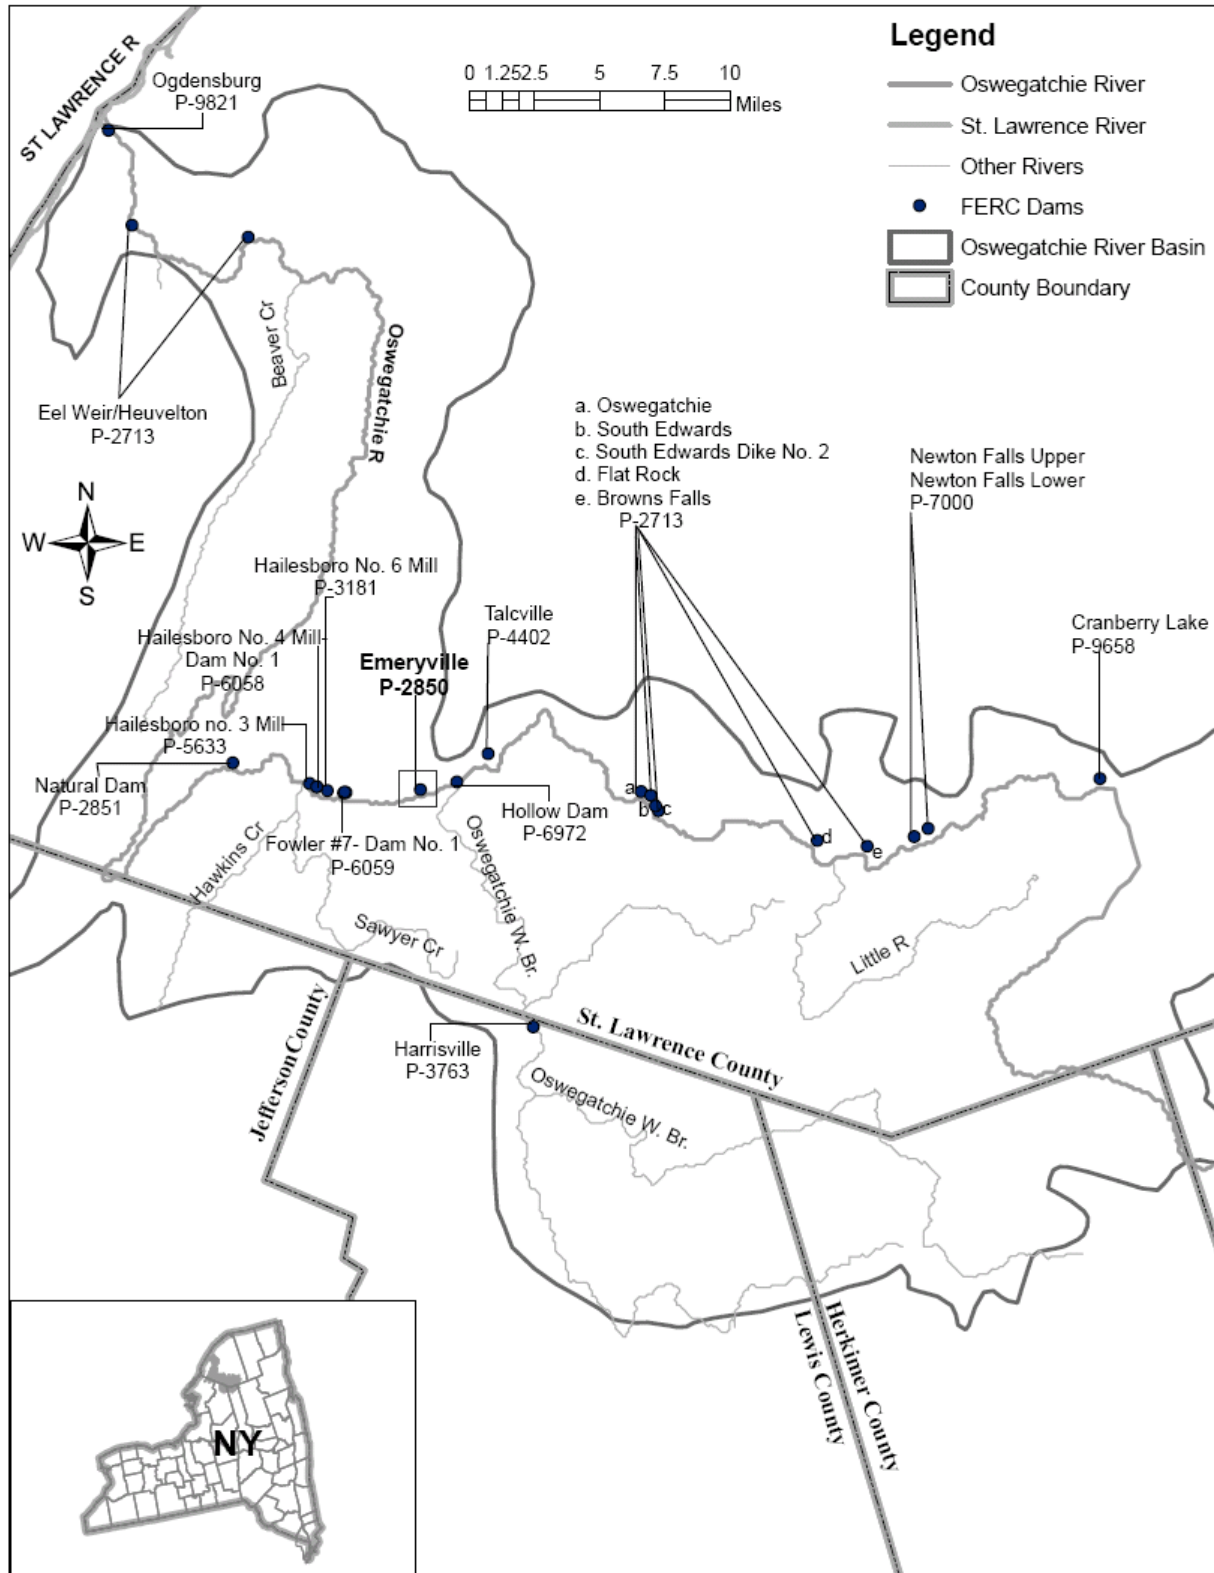 Legend
Oswegatchie River
St. Lawrence River
Other Rivers
FERC Dams
Oswegatchie River Basin
County Boundary
0 1.25 2.5 5 7.5 10
Miles
ST LAWRENCE R
Ogdensburg
P-9821
Beaver Cr
Oswegatchie R
Eel Weir/Heuvelton
P-2713
N
W E
S
a. Oswegatchie
b. South Edwards
c. South Edwards Dike No. 2
d. Flat Rock
e. Browns Falls
P-2713
Newton Falls Upper
Newton Falls Lower
P-7000
Cranberry Lake
P-9658
Hailesboro No. 6 Mill
P-3181
Hailesboro No. 4 Mill
Dam No. 1
P-6058
Emeryville
P-2850
Talcville
P-4402
Hailesboro no. 3 Mill
P-5633
Natural Dam
P-2851
Fowler #7- Dam No. 1
P-6059
Hollow Dam
P-6972
a
b
c
d
e
Hawkins Cr
Sawyer Cr
Oswegatchie W. Br.
Little R
Harrisville
P-3763
St. Lawrence County
Jefferson County
Oswegatchie W. Br.
Lewis County
Herkimer County
NY